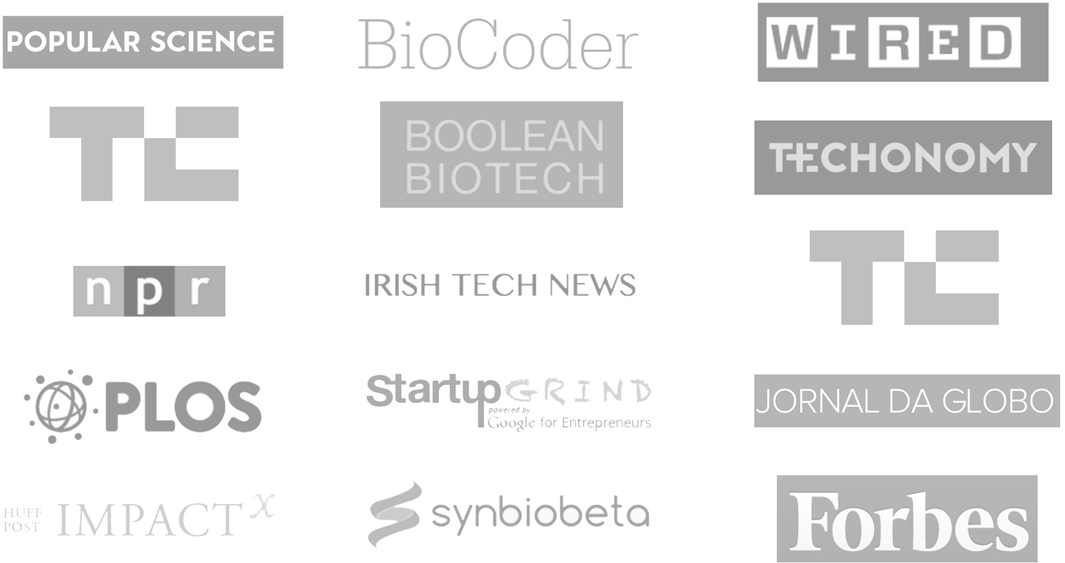 POPULAR SCIENCE
BioCoder
WIRED
TC
BOOLEAN
BIOTECH
TECHONOMY
npr
IRISH TECH NEWS
TC
PLOS
Startup GRIND
powered by
Google for Entrepreneurs
JORNAL DA GLOBO
HUFF
POST
IMPACT X
synbiobeta
Forbes